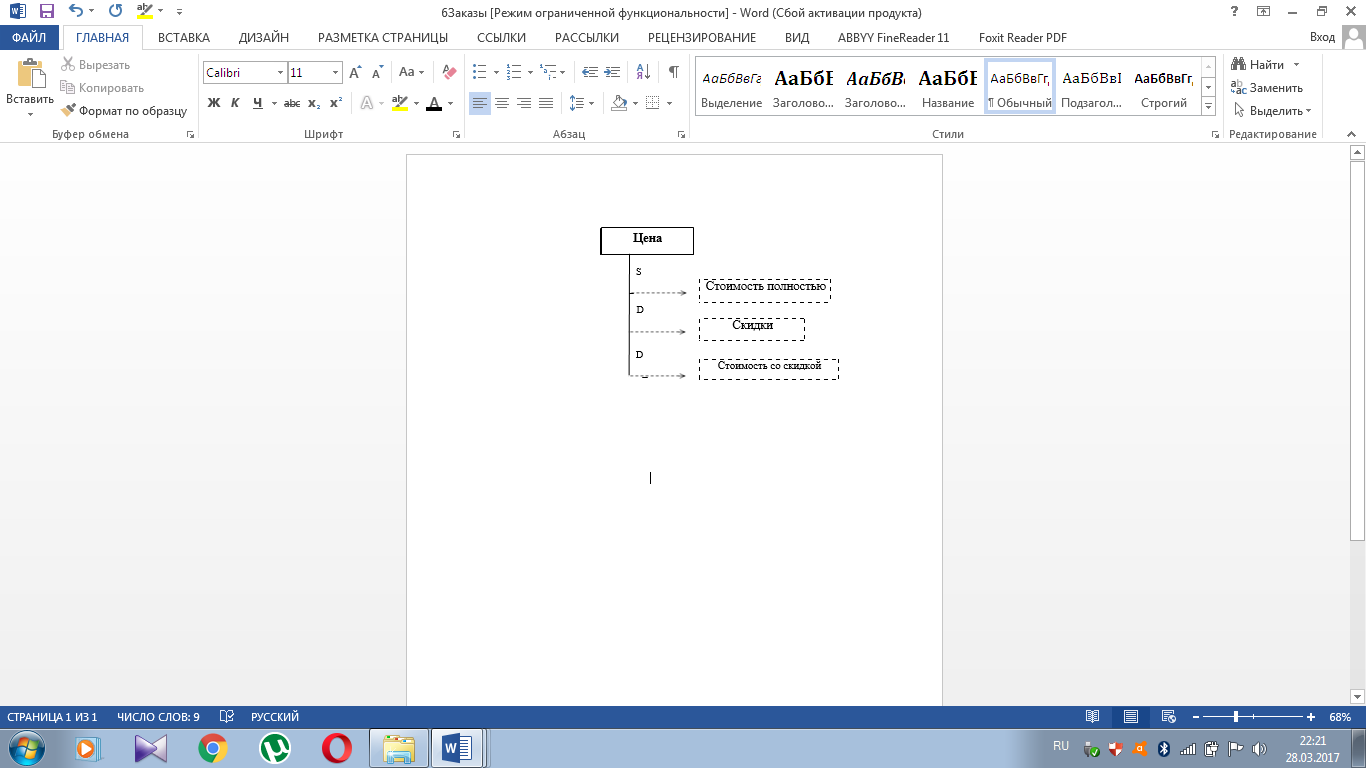 6Заказы [Режим ограниченной функциональности] - Word (Сбой активации продукта)
ФАЙЛ ГЛАВНАЯ ВСТАВКА ДИЗАЙН РАЗМЕТКА СТРАНИЦЫ ССЫЛКИ РАССЫЛКИ РЕЦЕНЗИРОВАНИЕ ВИД ABBYY FineReader 11 Foxit Reader PDF Вход
Вставить
Вырезать
Копировать
Формат по образцу
Буфер обмена
Calibri 11
Ж К Ч abc x₂ x²
Шрифт
Абзац
АаБбВвГг АаБбВ АаБбВ АаБбВ АаБбВвГг, АаБбВвІ АаБбВвГг,
Выделение Заголово... Заголово... Название ¶ Обычный Подзагол... Строгий
Стили
Найти
Заменить
Выделить
Редактирование
Цена
S
Стоимость полностью
D
Скидки
D
Стоимость со скидкой
СТРАНИЦА 1 ИЗ 1 ЧИСЛО СЛОВ: 9 РУССКИЙ 68%
RU 22:21
28.03.2017